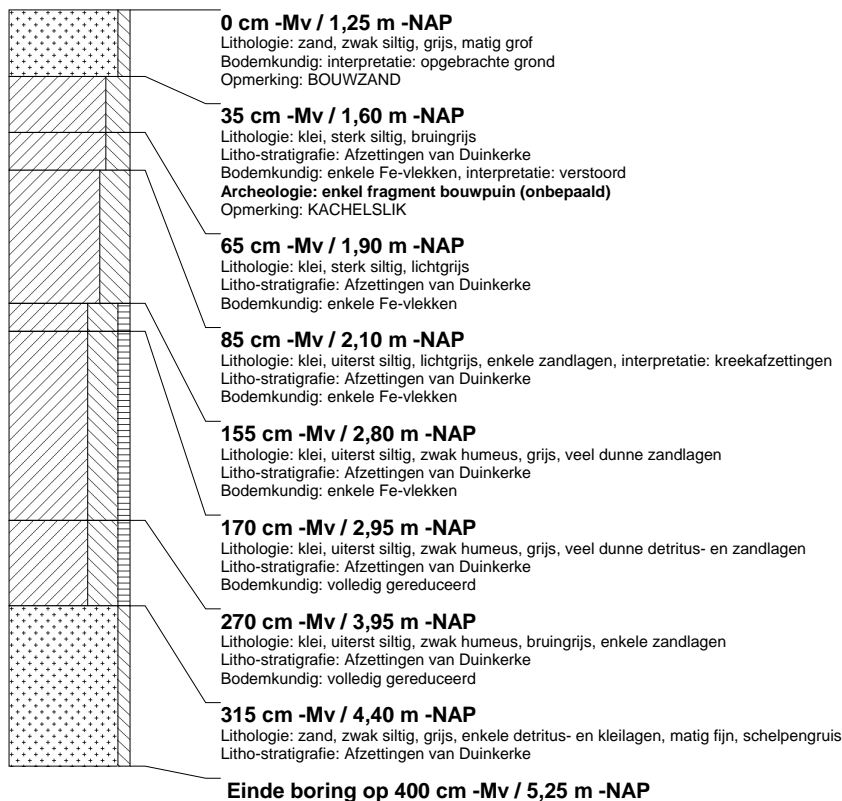 0 cm -Mv / 1,25 m -NAP
Lithologie: zand, zwak siltig, grijs, matig grof
Bodemkundig: interpretatie: opgebrachte grond
Opmerking: BOUWZAND
35 cm -Mv / 1,60 m -NAP
Lithologie: klei, sterk siltig, bruingrijs
Litho-stratigrafie: Afzettingen van Duinkerke
Bodemkundig: enkele Fe-vlekken, interpretatie: verstoord
Archeologie: enkel fragment bouwpuin (onbepaald)
Opmerking: KACHELSLIK
65 cm -Mv / 1,90 m -NAP
Lithologie: klei, sterk siltig, lichtgrijs
Litho-stratigrafie: Afzettingen van Duinkerke
Bodemkundig: enkele Fe-vlekken
85 cm -Mv / 2,10 m -NAP
Lithologie: klei, uiterst siltig, lichtgrijs, enkele zandlagen, interpretatie: kreekafzettingen
Litho-stratigrafie: Afzettingen van Duinkerke
Bodemkundig: enkele Fe-vlekken
155 cm -Mv / 2,80 m -NAP
Lithologie: klei, uiterst siltig, zwak humeus, grijs, veel dunne zandlagen
Litho-stratigrafie: Afzettingen van Duinkerke
Bodemkundig: enkele Fe-vlekken
170 cm -Mv / 2,95 m -NAP
Lithologie: klei, uiterst siltig, zwak humeus, grijs, veel dunne detritus- en zandlagen
Litho-stratigrafie: Afzettingen van Duinkerke
Bodemkundig: volledig gereduceerd
270 cm -Mv / 3,95 m -NAP
Lithologie: klei, uiterst siltig, zwak humeus, bruingrijs, enkele zandlagen
Litho-stratigrafie: Afzettingen van Duinkerke
Bodemkundig: volledig gereduceerd
315 cm -Mv / 4,40 m -NAP
Lithologie: zand, zwak siltig, grijs, enkele detritus- en kleilagen, matig fijn, schelpengruis
Litho-stratigrafie: Afzettingen van Duinkerke
Einde boring op 400 cm -Mv / 5,25 m -NAP